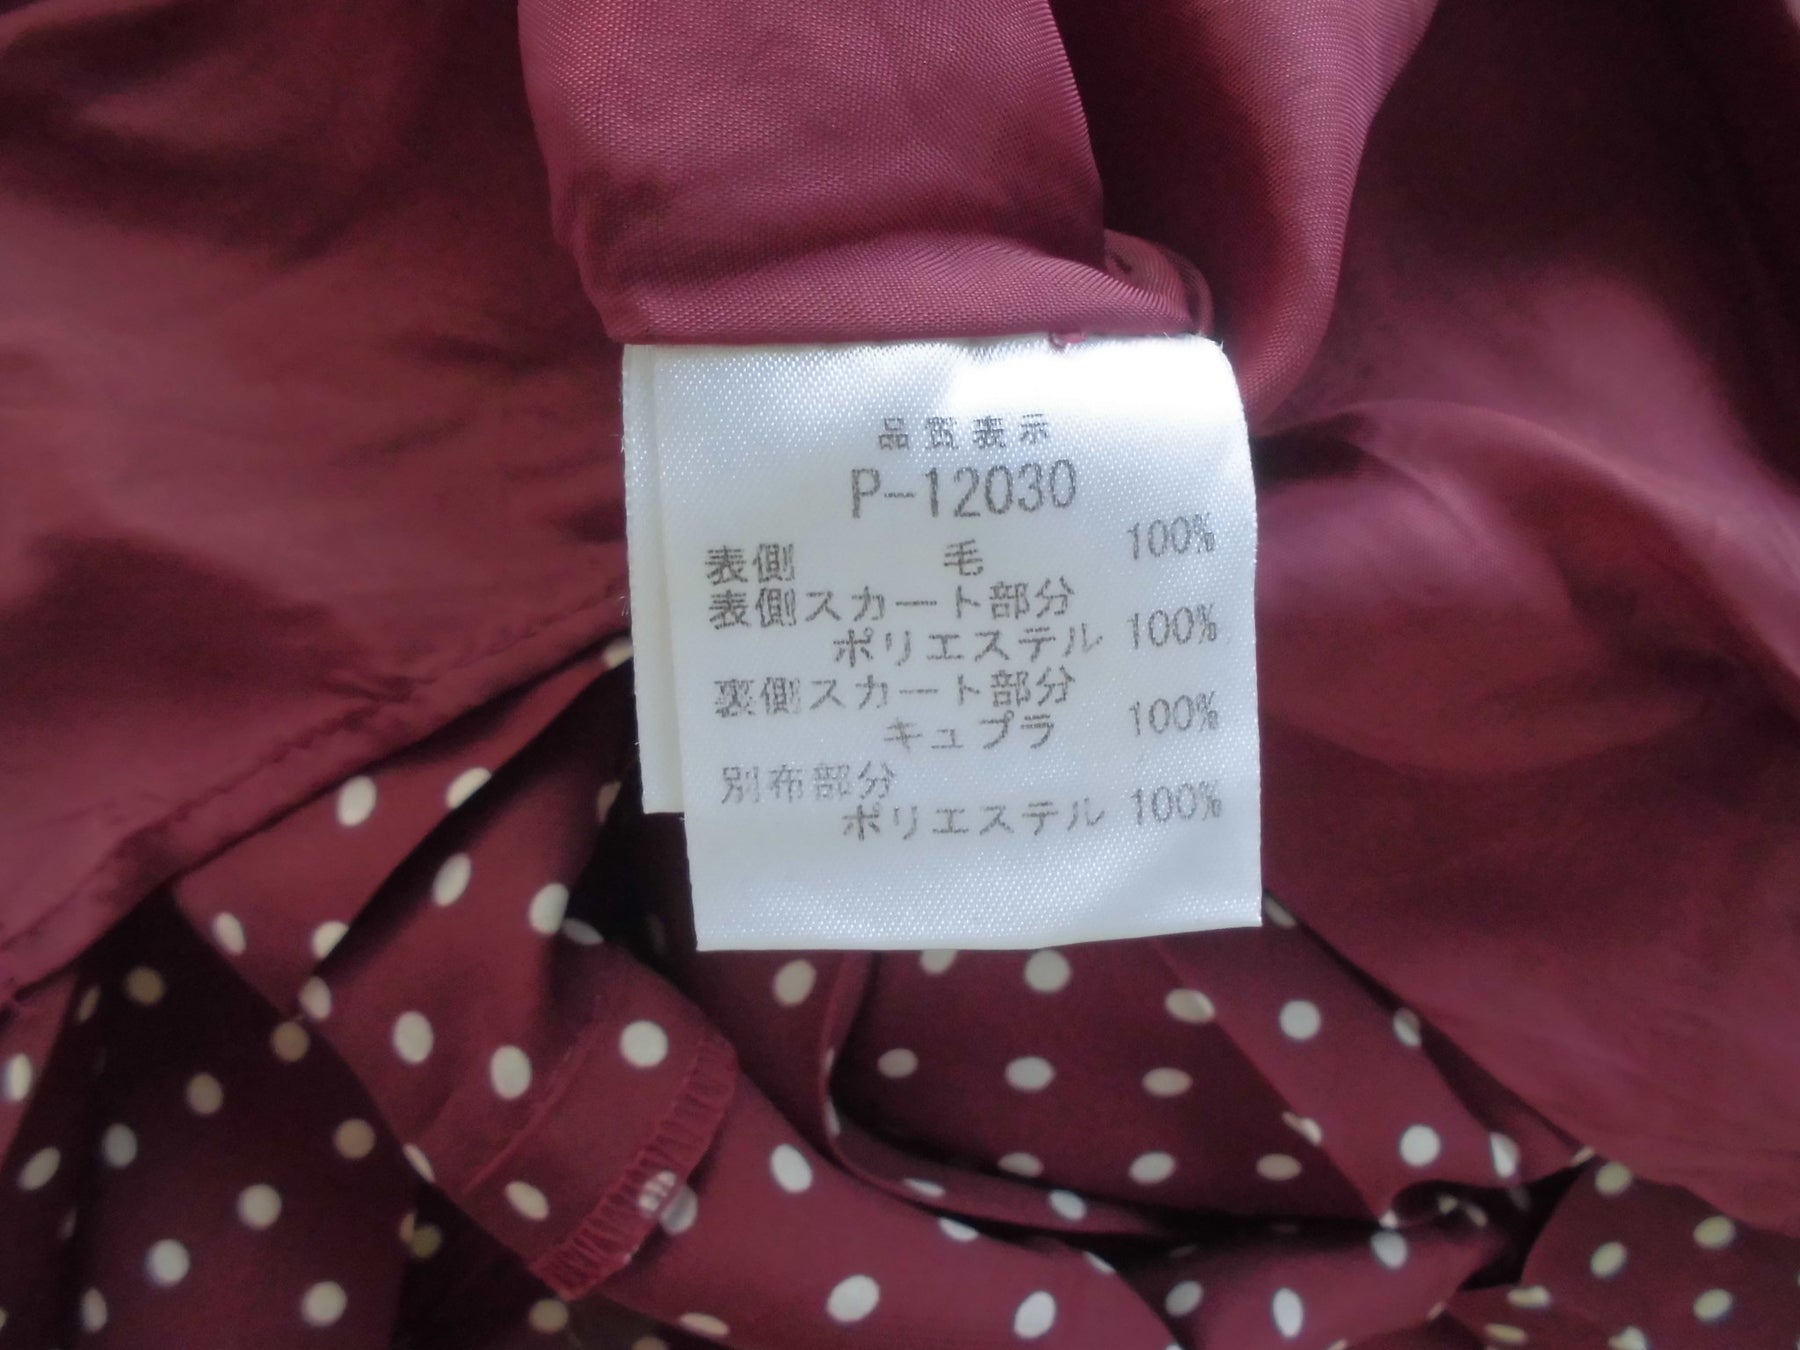 品質表示
P-12030
表側 毛 100%
表側スカート部分
ポリエステル 100%
裏側スカート部分
キュプラ 100%
別布部分
ポリエステル 100%